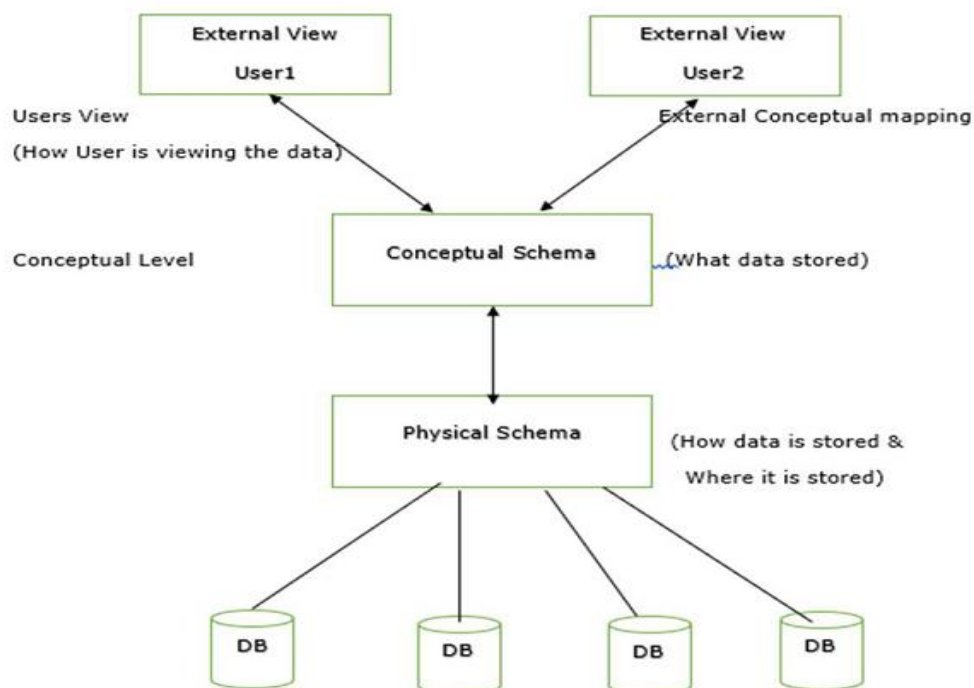 External View
User1
External View
User2
Users View
(How User is viewing the data)
External Conceptual mapping
Conceptual Level
Conceptual Schema
(What data stored)
Physical Schema
(How data is stored &
Where it is stored)
DB
DB
DB
DB